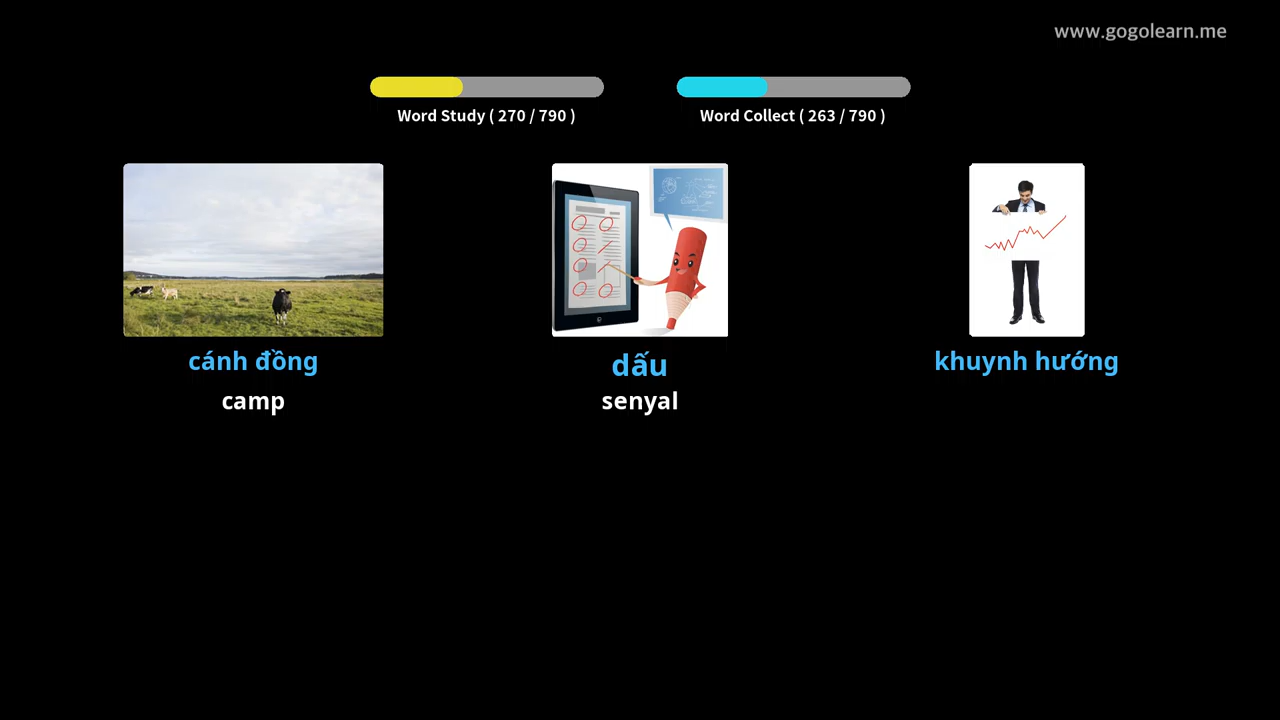 www.gogolearn.me
Word Study ( 270 / 790 )
Word Collect ( 263 / 790 )
cánh đồng
camp
dấu
senyal
khuynh hướng